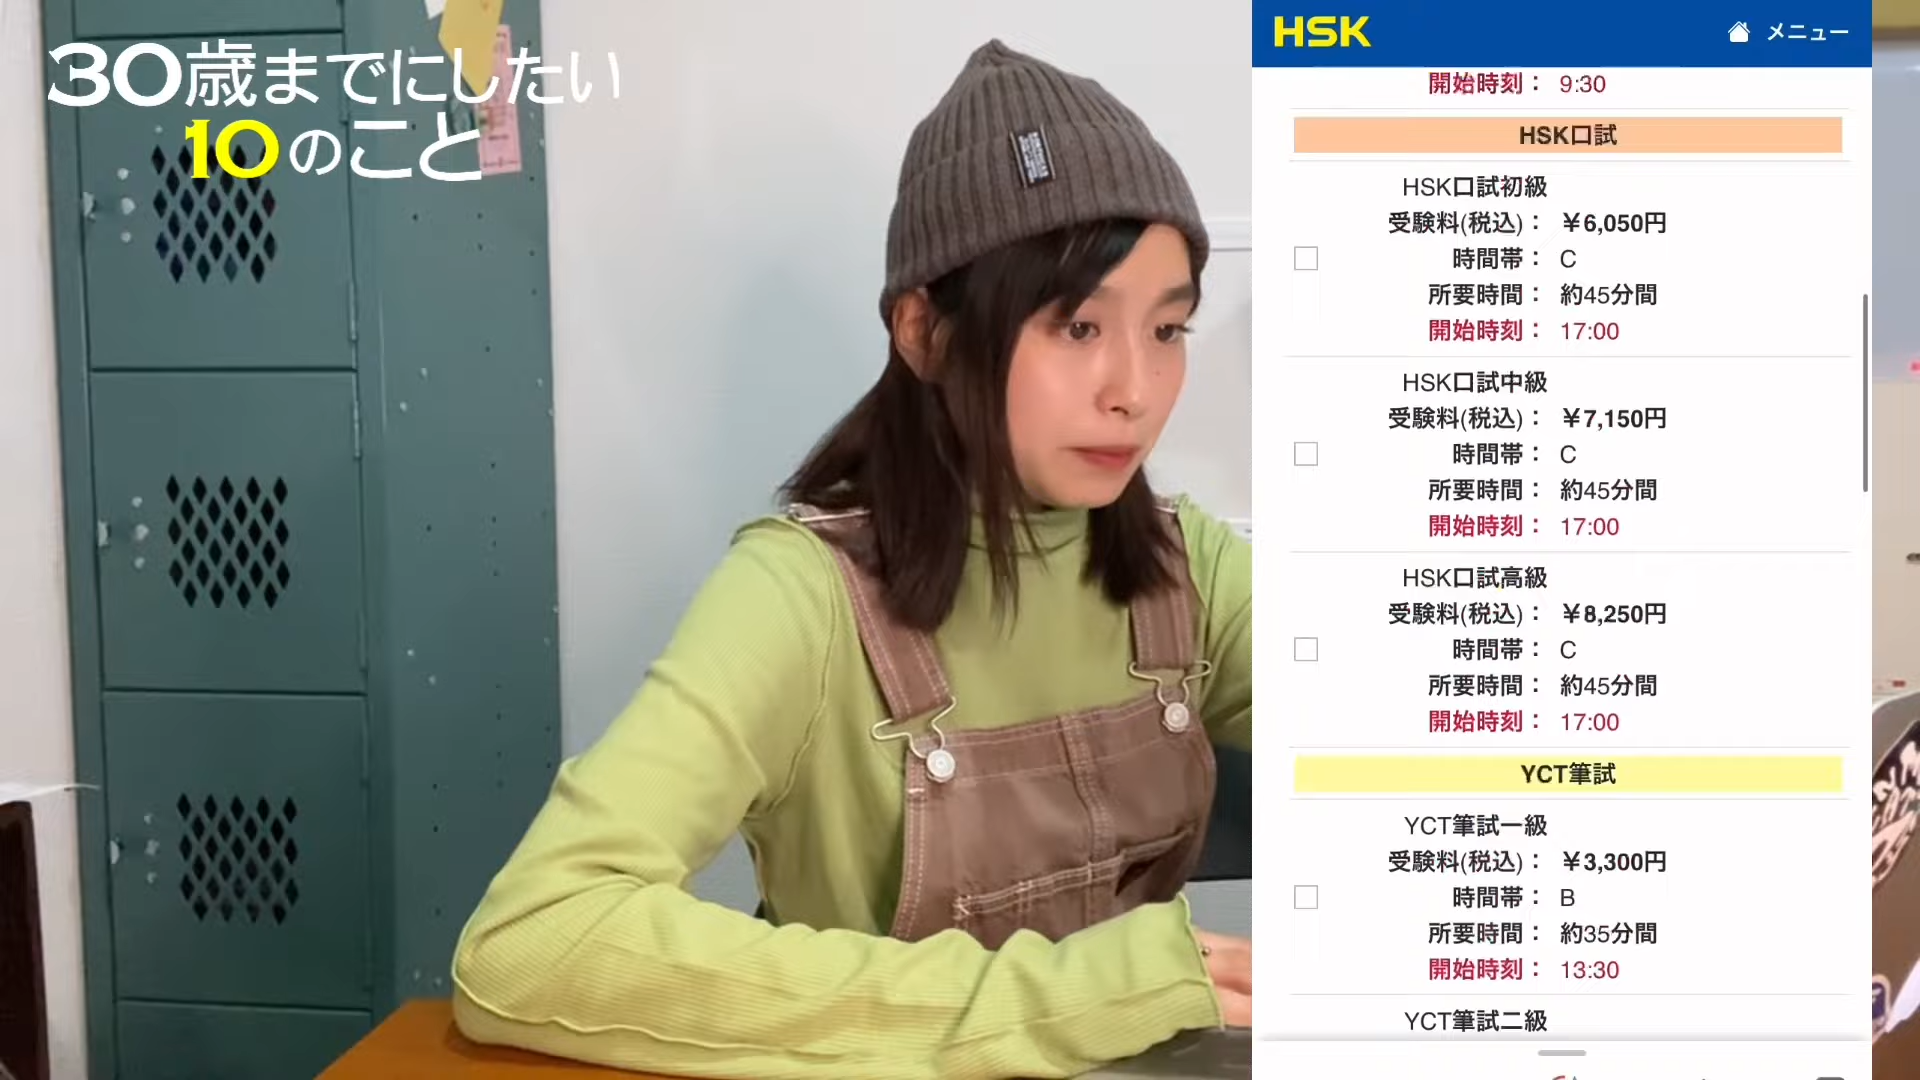 30歳までにしたい
10のこと
HSK
メニュー
開始時刻： 9:30
HSK口試
HSK口試初級
受験料(税込)： ￥6,050円
時間帯： C
所要時間： 約45分間
開始時刻： 17:00
HSK口試中級
受験料(税込)： ￥7,150円
時間帯： C
所要時間： 約45分間
開始時刻： 17:00
HSK口試高級
受験料(税込)： ￥8,250円
時間帯： C
所要時間： 約45分間
開始時刻： 17:00
YCT筆試
YCT筆試一級
受験料(税込)： ￥3,300円
時間帯： B
所要時間： 約35分間
開始時刻： 13:30
YCT筆試二級